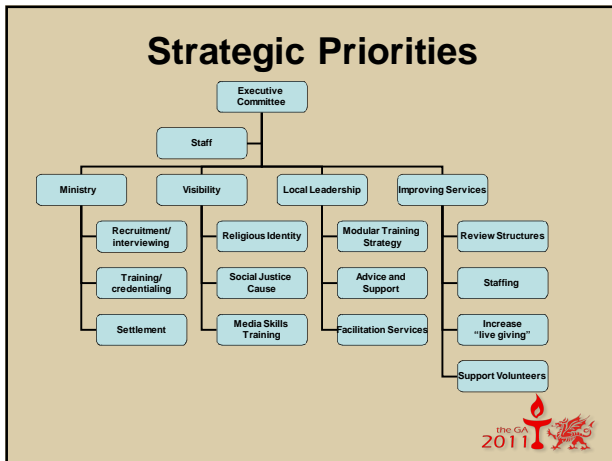 Strategic Priorities
Executive
Committee
Staff
Ministry
Visibility
Local Leadership
Improving Services
Recruitment/
interviewing
Religious Identity
Modular Training
Strategy
Review Structures
Training/
credentialing
Social Justice
Cause
Advice and
Support
Staffing
Settlement
Media Skills
Training
Facilitation Services
Increase
“live giving”
Support Volunteers
the GA
2011